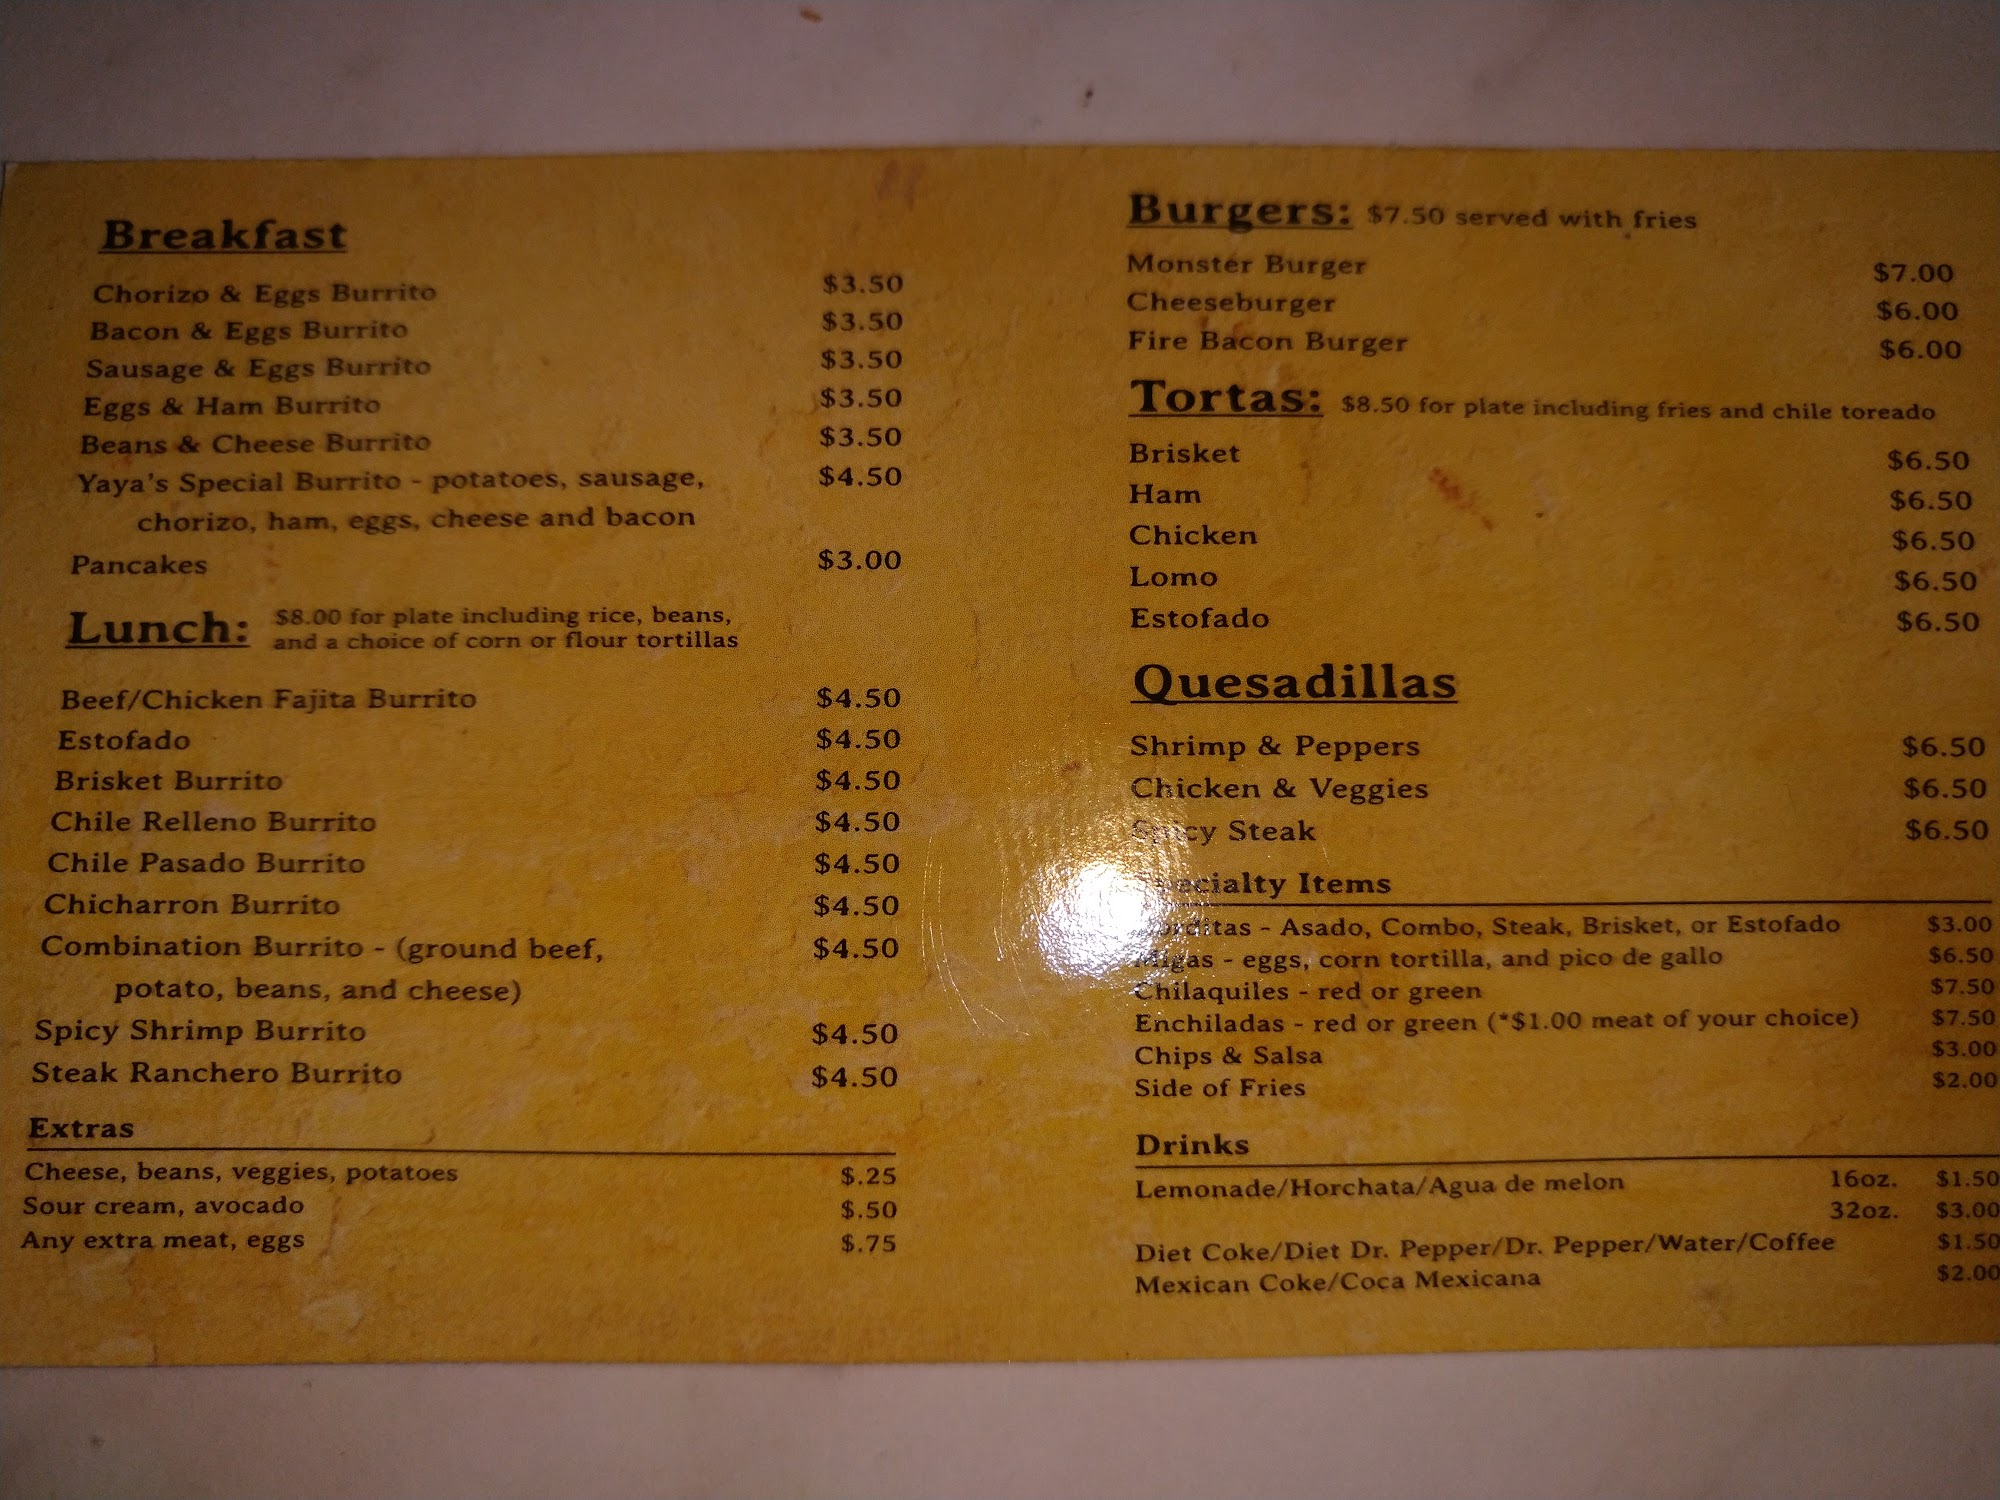 Breakfast
Chorizo & Eggs Burrito $3.50
Bacon & Eggs Burrito $3.50
Sausage & Eggs Burrito $3.50
Eggs & Ham Burrito $3.50
Beans & Cheese Burrito $3.50
Yaya's Special Burrito - potatoes, sausage, $4.50
chorizo, ham, eggs, cheese and bacon
Pancakes $3.00
Lunch: $8.00 for plate including rice, beans,
and a choice of corn or flour tortillas
Beef/Chicken Fajita Burrito $4.50
Estofado $4.50
Brisket Burrito $4.50
Chile Relleno Burrito $4.50
Chile Pasado Burrito $4.50
Chicharron Burrito $4.50
Combination Burrito - (ground beef, $4.50
potato, beans, and cheese)
Spicy Shrimp Burrito $4.50
Steak Ranchero Burrito $4.50
Extras
Cheese, beans, veggies, potatoes $.25
Sour cream, avocado $.50
Any extra meat, eggs $.75
Burgers: $7.50 served with fries
Monster Burger $7.00
Cheeseburger $6.00
Fire Bacon Burger $6.00
Tortas: $8.50 for plate including fries and chile toreado
Brisket $6.50
Ham $6.50
Chicken $6.50
Lomo $6.50
Estofado $6.50
Quesadillas
Shrimp & Peppers $6.50
Chicken & Veggies $6.50
Spicy Steak $6.50
Specialty Items
Gorditas - Asado, Combo, Steak, Brisket, or Estofado $3.00
Migas - eggs, corn tortilla, and pico de gallo $6.50
Chilaquiles - red or green $7.50
Enchiladas - red or green (*$1.00 meat of your choice) $7.50
Chips & Salsa $3.00
Side of Fries $2.00
Drinks
Lemonade/Horchata/Agua de melon 16oz. $1.50
32oz. $3.00
Diet Coke/Diet Dr. Pepper/Dr. Pepper/Water/Coffee $1.50
Mexican Coke/Coca Mexicana $2.00